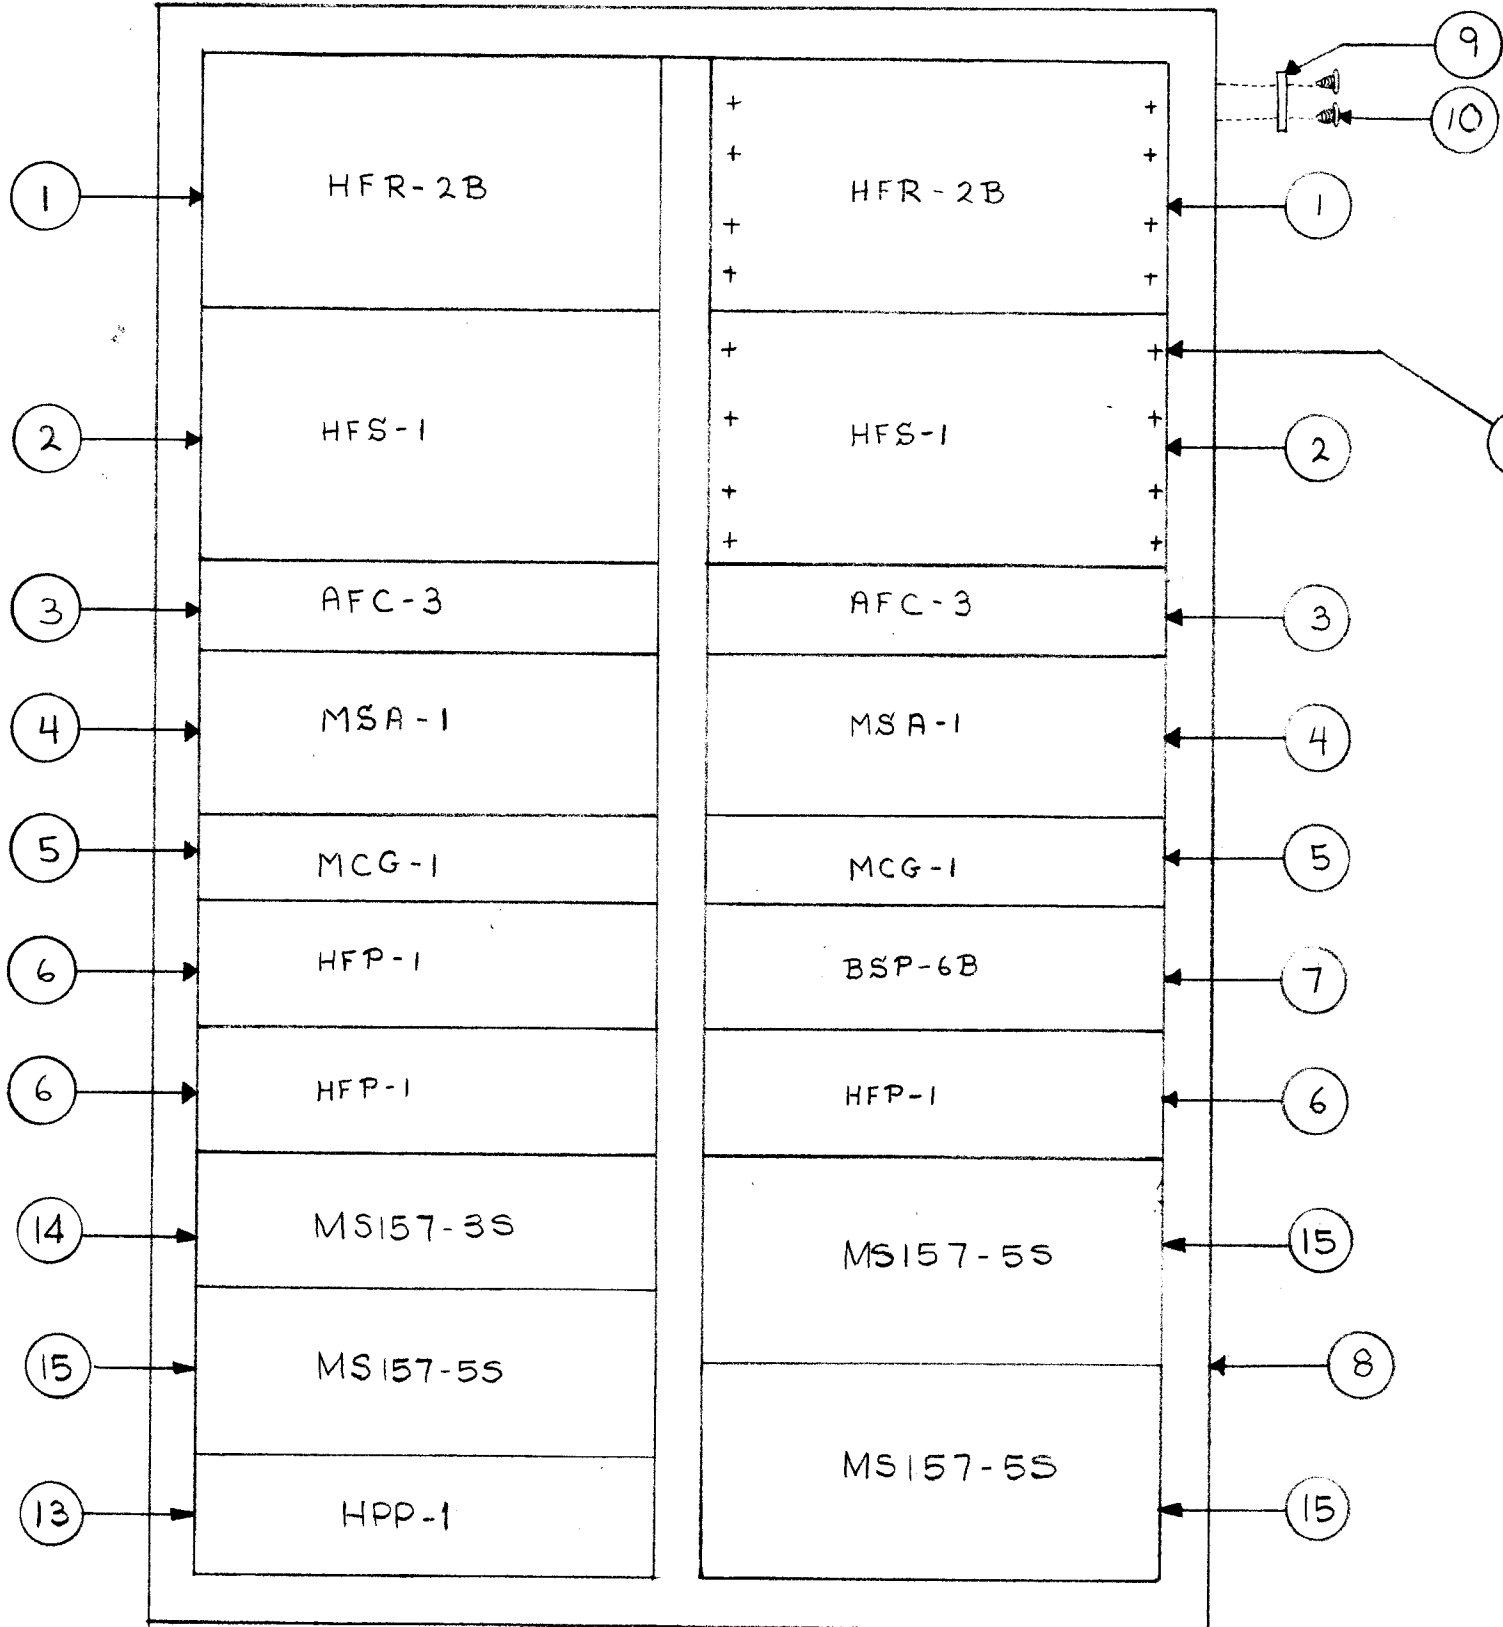 9
10
1 HFR-2B HFR-2B 1
2 HFS-1 HFS-1 2
3 AFC-3 AFC-3 3
4 MSA-1 MSA-1 4
5 MCG-1 MCG-1 5
6 HFP-1 BSP-6B 7
6 HFP-1 HFP-1 6
14 MS157-3S MS157-5S 15
15 MS157-5S 8
13 HPP-1 MS157-5S 15